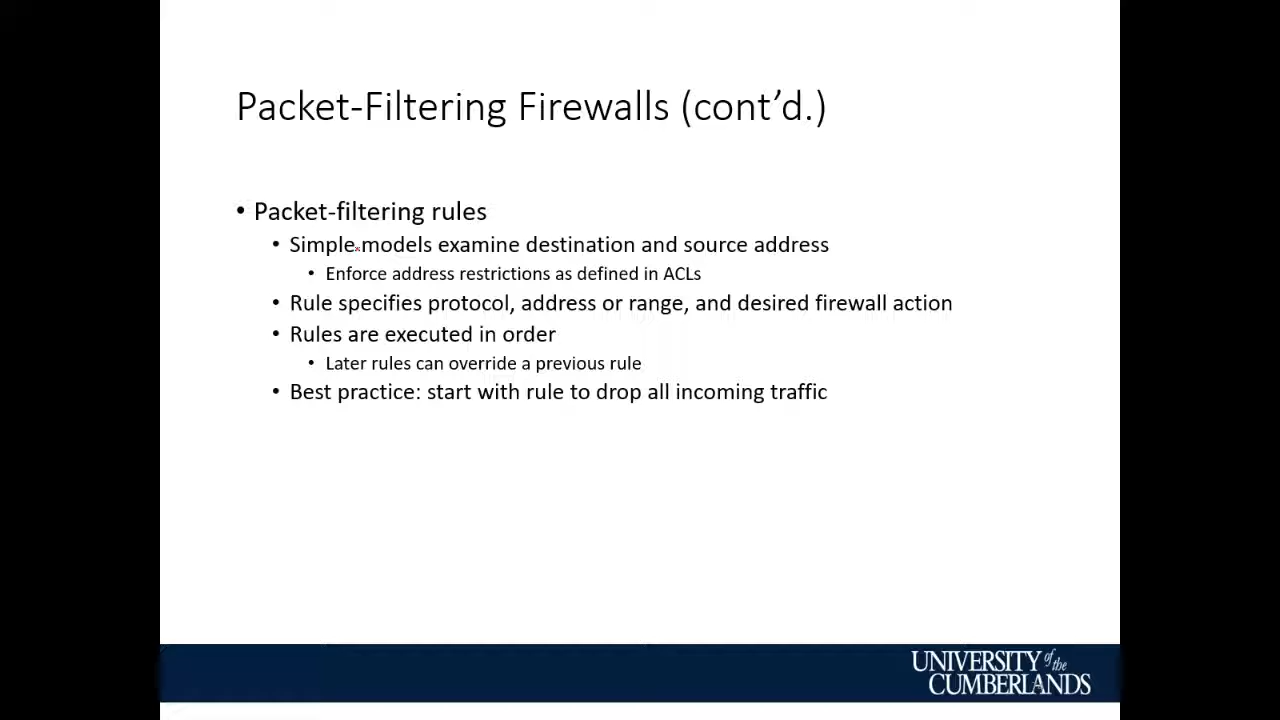 Packet-Filtering Firewalls (cont’d.)
• Packet-filtering rules
• Simple models examine destination and source address
• Enforce address restrictions as defined in ACLs
• Rule specifies protocol, address or range, and desired firewall action
• Rules are executed in order
• Later rules can override a previous rule
• Best practice: start with rule to drop all incoming traffic
UNIVERSITY of the
CUMBERLANDS